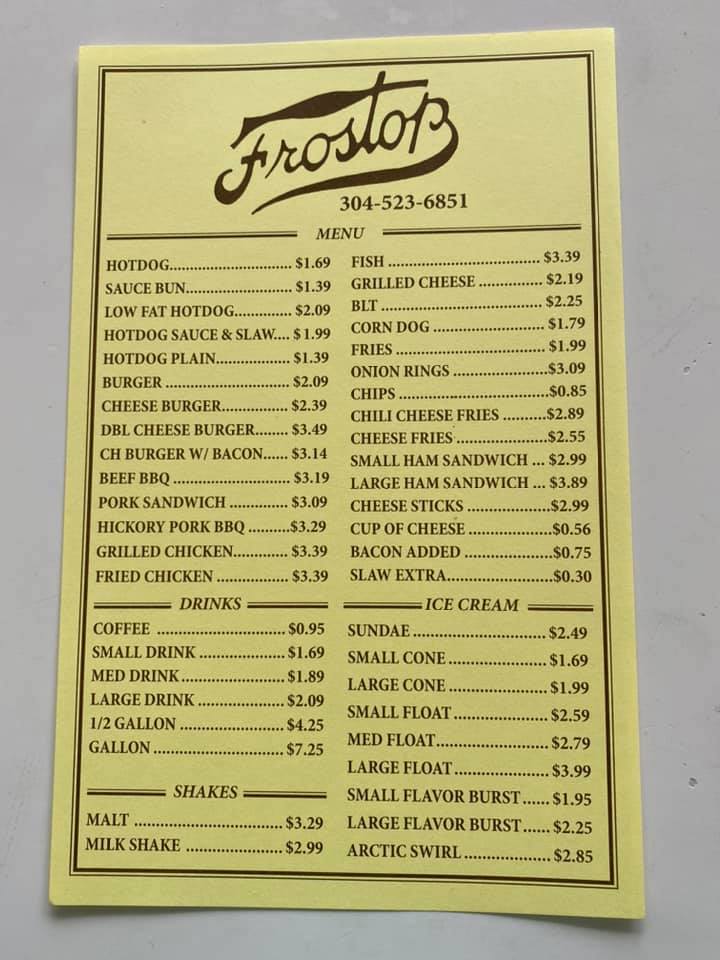 Frostop
304-523-6851
MENU
HOTDOG.............................. $1.69
SAUCE BUN........................... $1.39
LOW FAT HOTDOG.............. $2.09
HOTDOG SAUCE & SLAW.... $ 1.99
HOTDOG PLAIN.................. $1.39
BURGER .............................. $2.09
CHEESE BURGER................ $2.39
DBL CHEESE BURGER........ $3.49
CH BURGER W/ BACON...... $3.14
BEEF BBQ .............................. $3.19
PORK SANDWICH .............. $3.09
HICKORY PORK BBQ ..........$3.29
GRILLED CHICKEN............. $3.39
FRIED CHICKEN ................. $3.39
FISH ..................................... $3.39
GRILLED CHEESE ............... $2.19
BLT ....................................... $2.25
CORN DOG .......................... $1.79
FRIES ................................... $1.99
ONION RINGS ......................$3.09
CHIPS ...................................$0.85
CHILI CHEESE FRIES ..........$2.89
CHEESE FRIES ......................$2.55
SMALL HAM SANDWICH ... $2.99
LARGE HAM SANDWICH ... $3.89
CHEESE STICKS ...................$2.99
CUP OF CHEESE ...................$0.56
BACON ADDED ....................$0.75
SLAW EXTRA.........................$0.30
DRINKS
COFFEE ..............................$0.95
SMALL DRINK .................... $1.69
MED DRINK........................ $1.89
LARGE DRINK .................... $2.09
1/2 GALLON ........................ $4.25
GALLON .............................. $7.25
SHAKES
MALT ...................................$3.29
MILK SHAKE ....................... $2.99
ICE CREAM
SUNDAE ............................... $2.49
SMALL CONE ....................... $1.69
LARGE CONE ....................... $1.99
SMALL FLOAT...................... $2.59
MED FLOAT.......................... $2.79
LARGE FLOAT...................... $3.99
SMALL FLAVOR BURST...... $1.95
LARGE FLAVOR BURST...... $2.25
ARCTIC SWIRL .................... $2.85